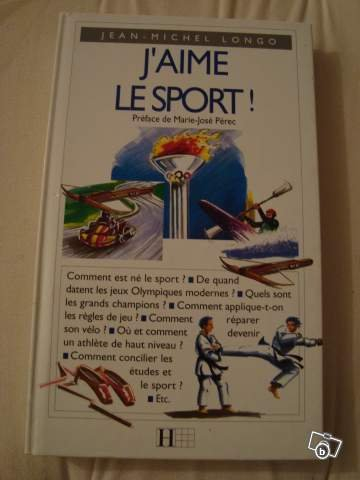 JEAN-MICHEL LONGO
J'AIME
LE SPORT !
Préface de Marie-José Pérec
Comment est né le sport ? ■ De quand
datent les jeux Olympiques modernes ? ■ Quels sont
les grands champions ? ■ Comment applique-t-on
les règles de jeu ? ■ Comment réparer
son vélo ? ■ Où et comment devenir
un athlète de haut niveau ?
■ Comment concilier les
études et
le sport ?
■ Etc.
H
b